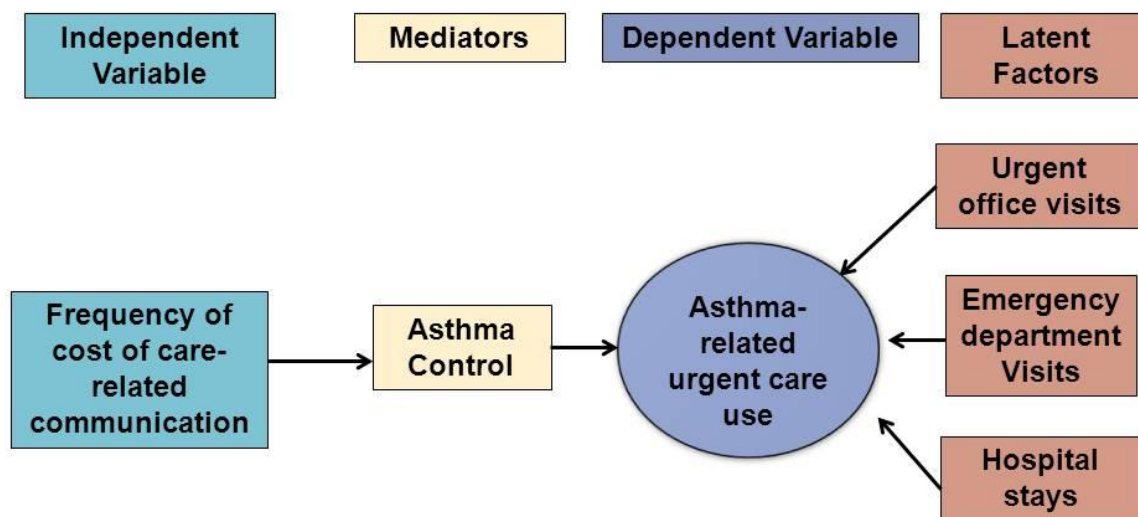 Independent
Variable
Mediators
Dependent Variable
Latent
Factors
Urgent
office visits
Frequency of
cost of care-
related
communication
Asthma
Control
Asthma-
related
urgent care
use
Emergency
department
Visits
Hospital
stays